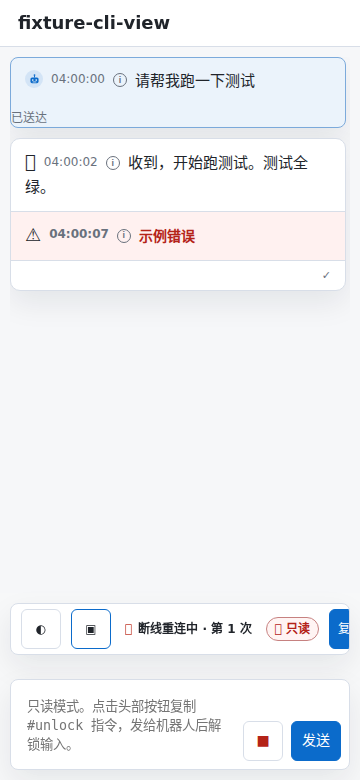 fixture-cli-view
04:00:00 请帮我跑一下测试
已送达
04:00:02 收到，开始跑测试。测试全
绿。
04:00:07 示例错误
✓
断线重连中 · 第 1 次 只读 复
只读模式。点击头部按钮复制
#unlock 指令，发给机器人后解
锁输入。
发送